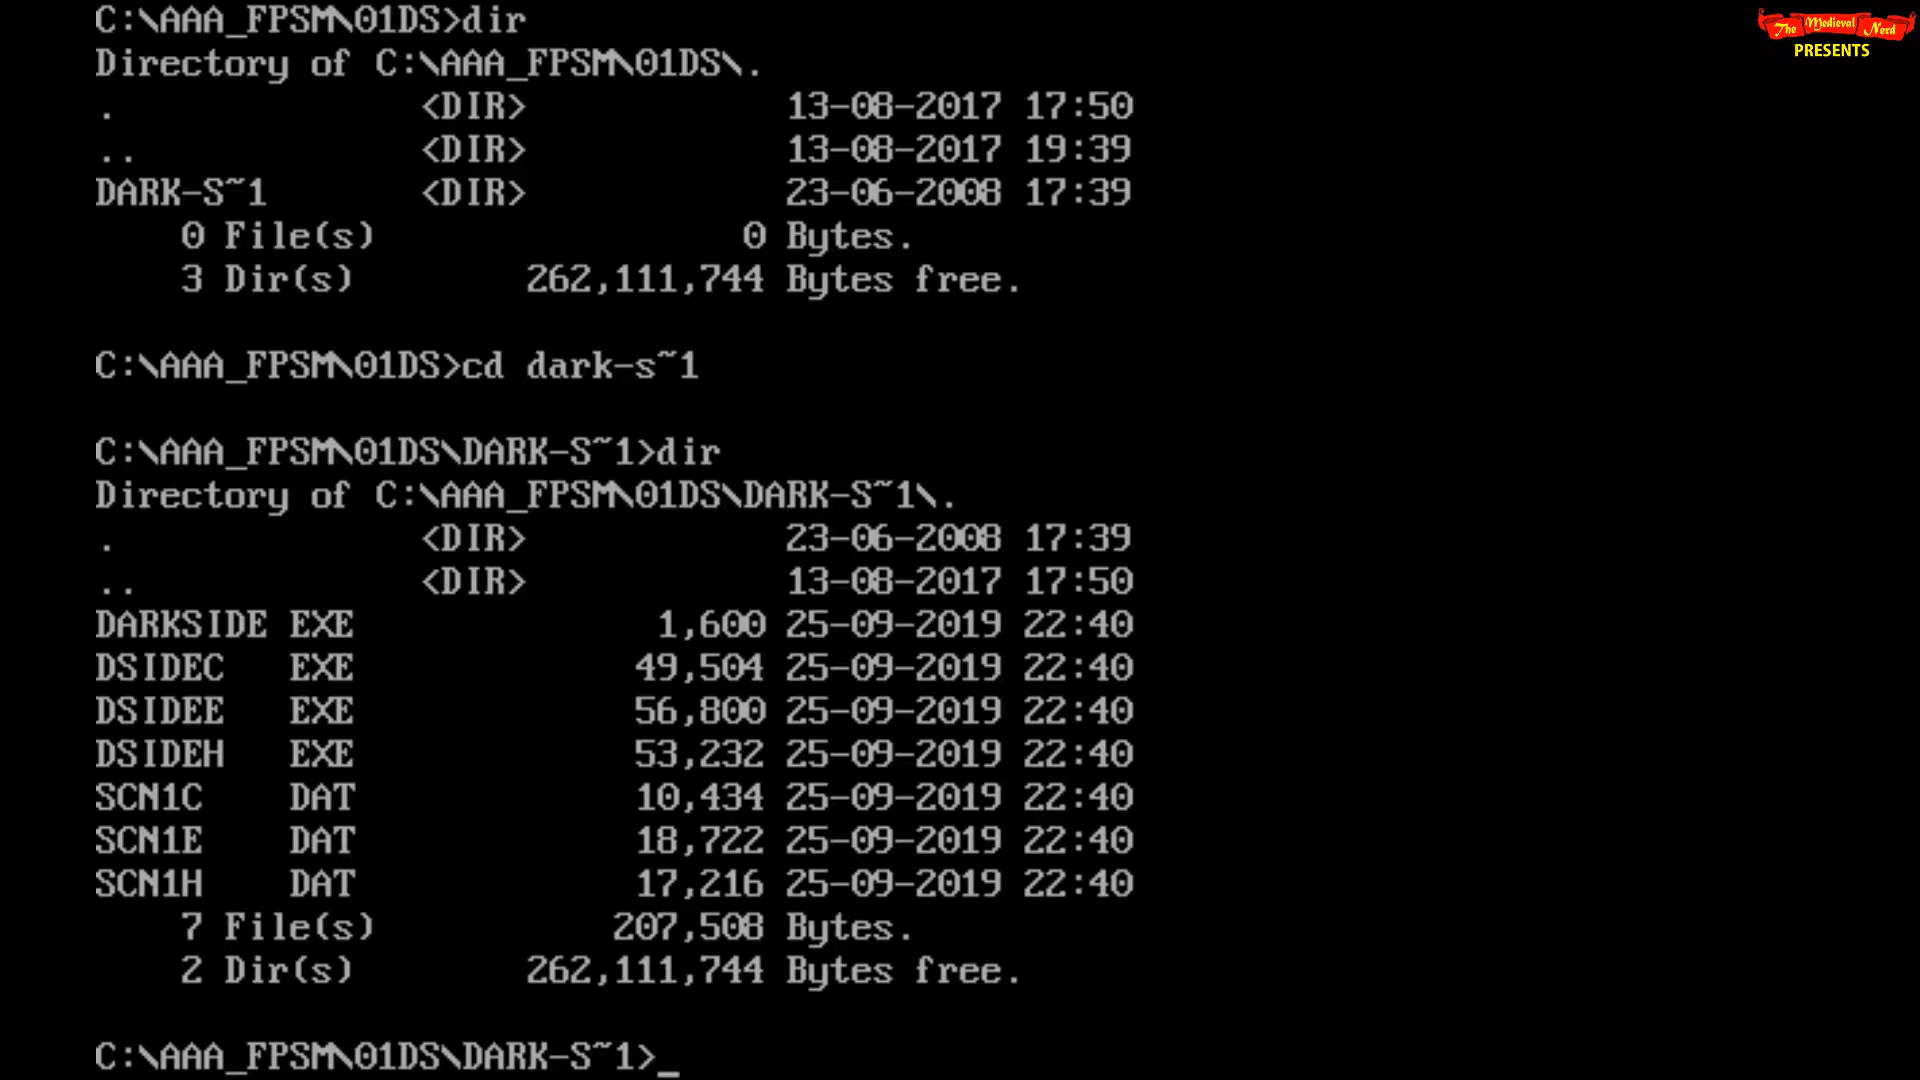 C:\AAA_FPSM\01DS>dir
Directory of C:\AAA_FPSM\01DS\.
. <DIR> 13-08-2017 17:50
.. <DIR> 13-08-2017 19:39
DARK-S~1 <DIR> 23-06-2008 17:39
0 File(s) 0 Bytes.
3 Dir(s) 262,111,744 Bytes free.
C:\AAA_FPSM\01DS>cd dark-s~1
C:\AAA_FPSM\01DS\DARK-S~1>dir
Directory of C:\AAA_FPSM\01DS\DARK-S~1\.
. <DIR> 23-06-2008 17:39
.. <DIR> 13-08-2017 17:50
DARKSIDE EXE 1,600 25-09-2019 22:40
DSIDEC EXE 49,504 25-09-2019 22:40
DSIDEE EXE 56,800 25-09-2019 22:40
DSIDEH EXE 53,232 25-09-2019 22:40
SCN1C DAT 10,434 25-09-2019 22:40
SCN1E DAT 18,722 25-09-2019 22:40
SCN1H DAT 17,216 25-09-2019 22:40
7 File(s) 207,508 Bytes.
2 Dir(s) 262,111,744 Bytes free.
C:\AAA_FPSM\01DS\DARK-S~1>_
The Medieval Nerd
PRESENTS